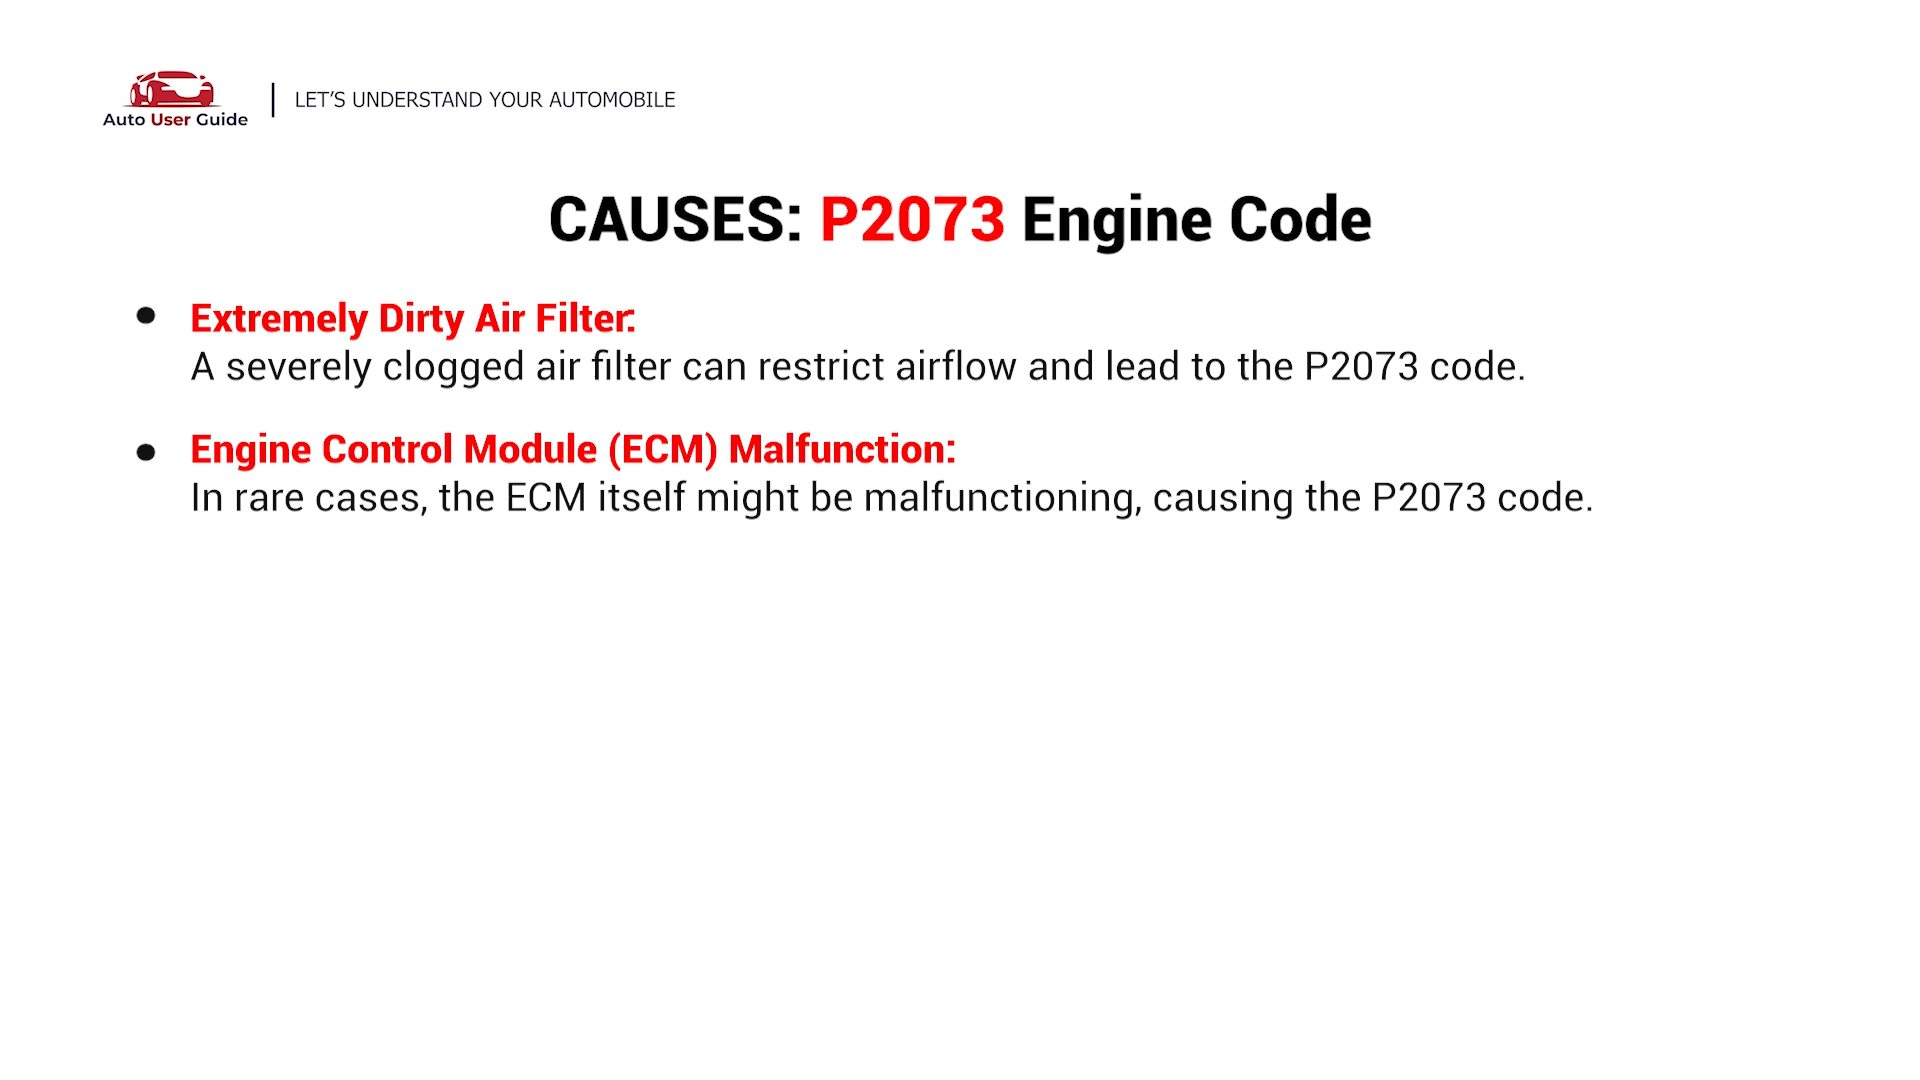 Auto User Guide
LET'S UNDERSTAND YOUR AUTOMOBILE
CAUSES: P2073 Engine Code
Extremely Dirty Air Filter:
A severely clogged air filter can restrict airflow and lead to the P2073 code.
Engine Control Module (ECM) Malfunction:
In rare cases, the ECM itself might be malfunctioning, causing the P2073 code.